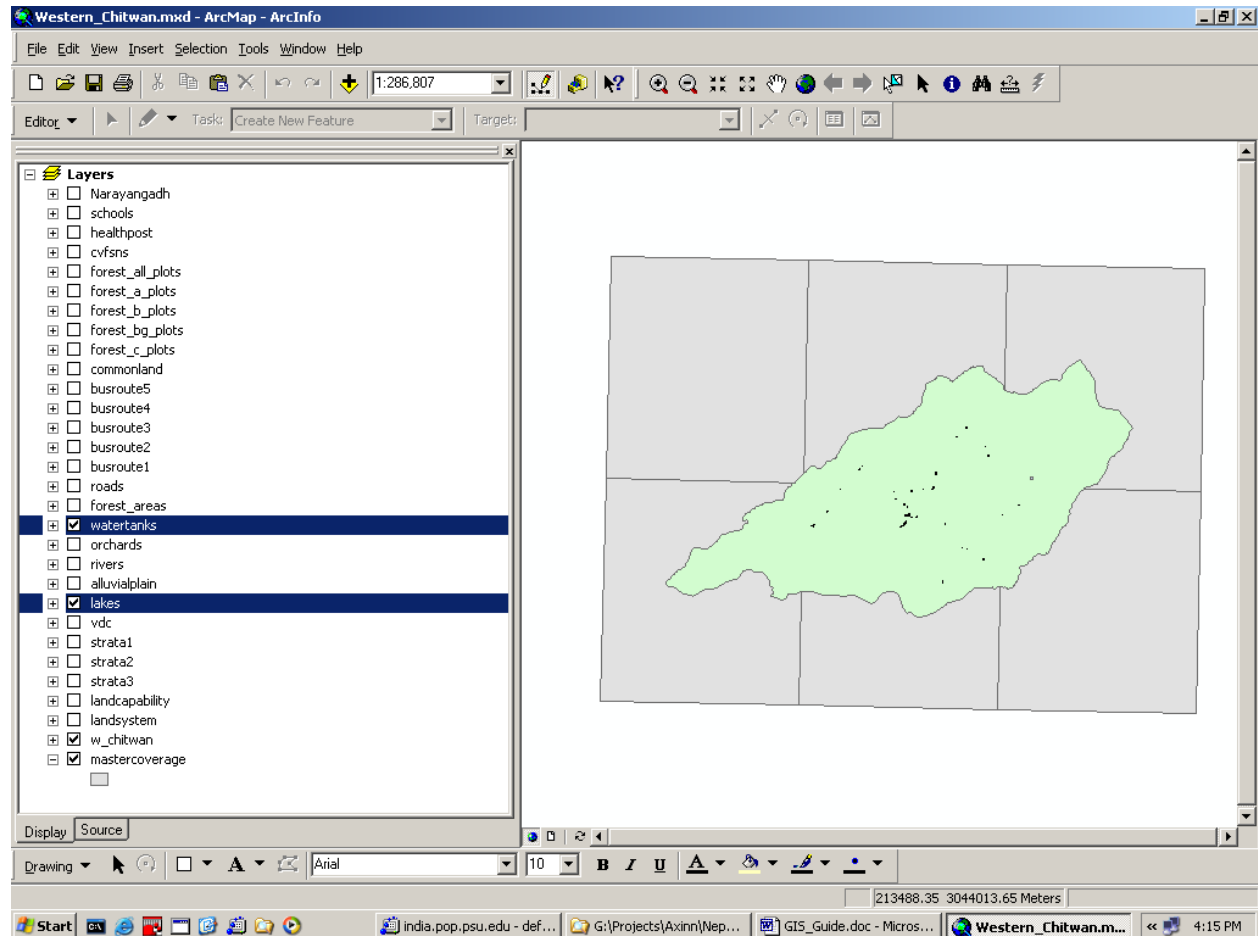 Western_Chitwan.mxd - ArcMap - ArcInfo
File Edit View Insert Selection Tools Window Help
1:286,807
Editor Task: Create New Feature Target:
Layers
Narayangadh
schools
healthpost
cvfsns
forest_all_plots
forest_a_plots
forest_b_plots
forest_bg_plots
forest_c_plots
commonland
busroute5
busroute4
busroute3
busroute2
busroute1
roads
forest_areas
watertanks
orchards
rivers
alluvialplain
lakes
vdc
strata1
strata2
strata3
landcapability
landsystem
w_chitwan
mastercoverage
Display Source
Drawing A Arial 10 B I U A
213488.35 3044013.65 Meters
Start india.pop.psu.edu - def... G:\Projects\Axinn\Nep... GIS_Guide.doc - Micros... Western_Chitwan.m... « 4:15 PM